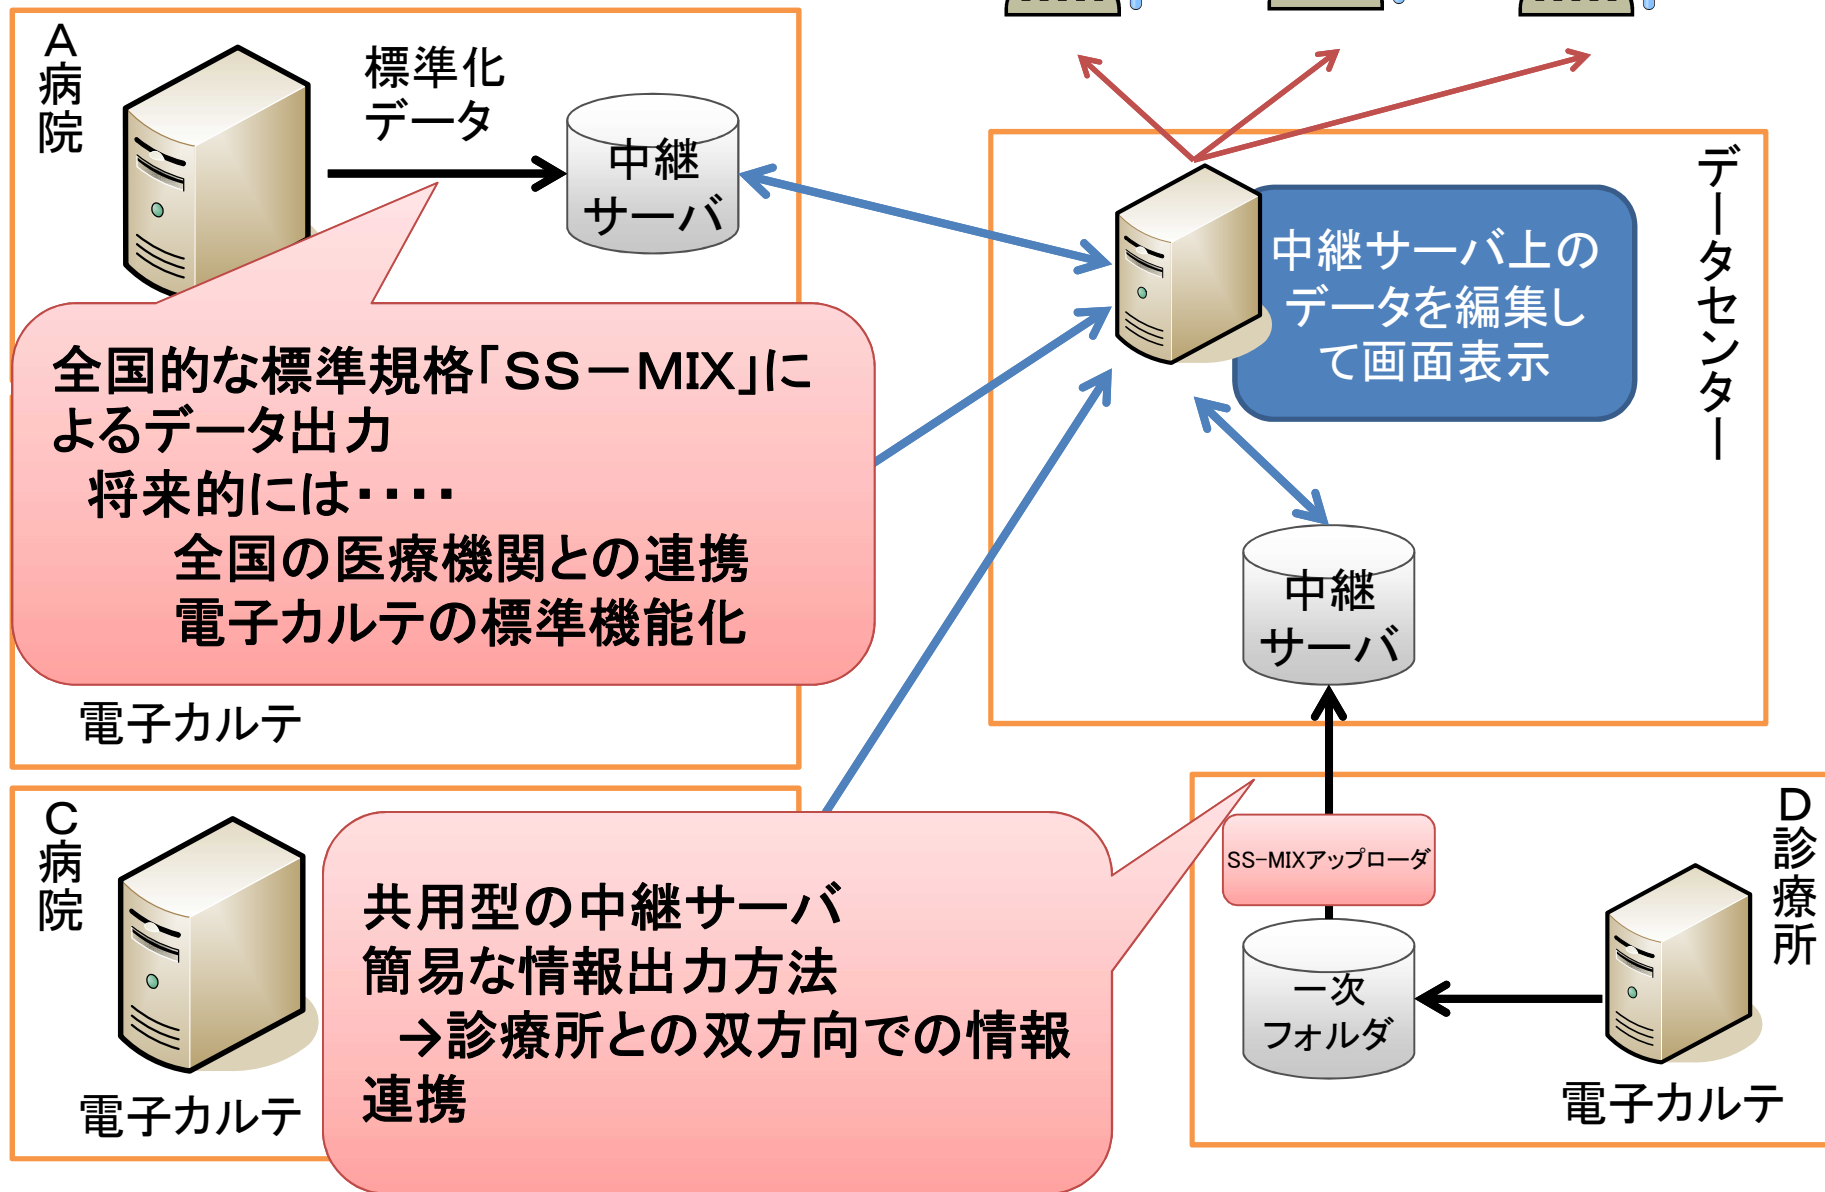 A病院
標準化
データ
中継
サーバ
全国的な標準規格「SS－MIX」に
よるデータ出力
将来的には････
全国の医療機関との連携
電子カルテの標準機能化
電子カルテ
データセンター
中継サーバ上の
データを編集し
て画面表示
中継
サーバ
C病院
電子カルテ
共用型の中継サーバ
簡易な情報出力方法
→診療所との双方向での情報
連携
D診療所
SS-MIXアップローダ
一次
フォルダ
電子カルテ